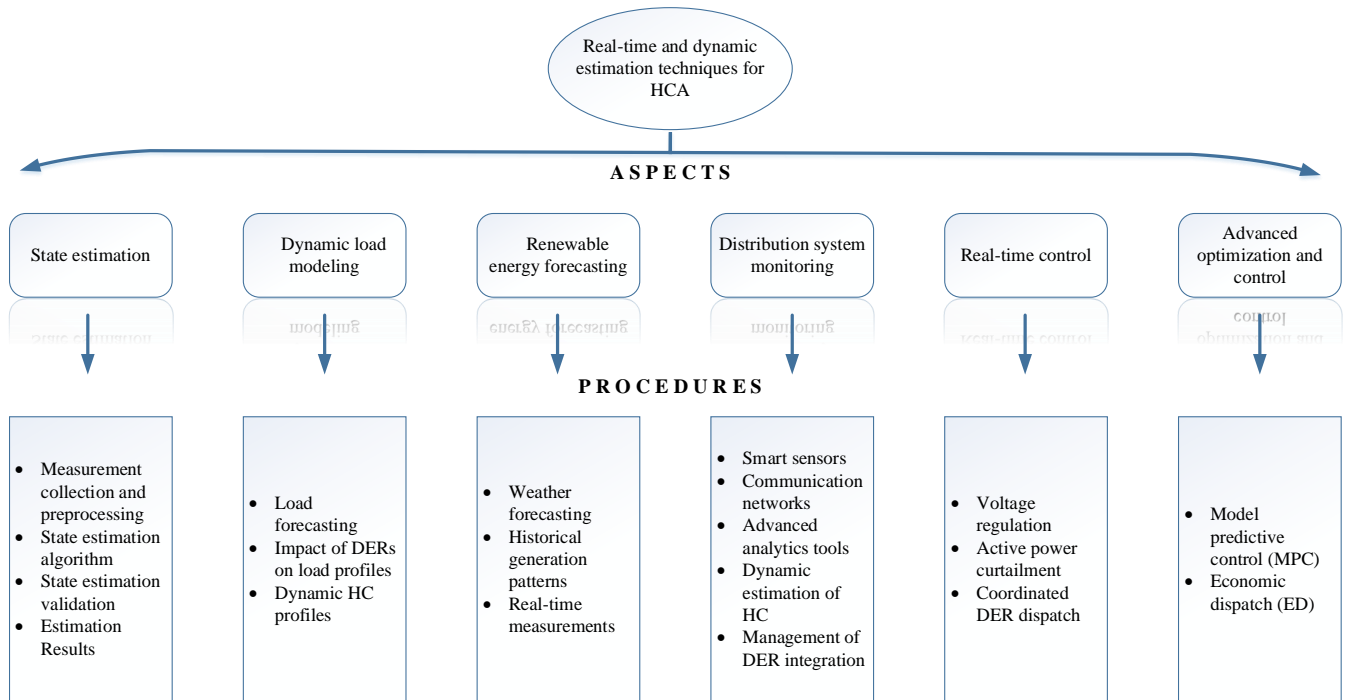 Real-time and dynamic
estimation techniques for
HCA
ASPECTS
State estimation
Dynamic load
modeling
Renewable
energy forecasting
Distribution system
monitoring
Real-time control
Advanced
optimization and
control
PROCEDURES
• Measurement
collection and
preprocessing
• State estimation
algorithm
• State estimation
validation
• Estimation
Results
• Load
forecasting
• Impact of DERs
on load profiles
• Dynamic HC
profiles
• Weather
forecasting
• Historical
generation
patterns
• Real-time
measurements
• Smart sensors
• Communication
networks
• Advanced
analytics tools
• Dynamic
estimation of
HC
• Management of
DER integration
• Voltage
regulation
• Active power
curtailment
• Coordinated
DER dispatch
• Model
predictive
control (MPC)
• Economic
dispatch (ED)